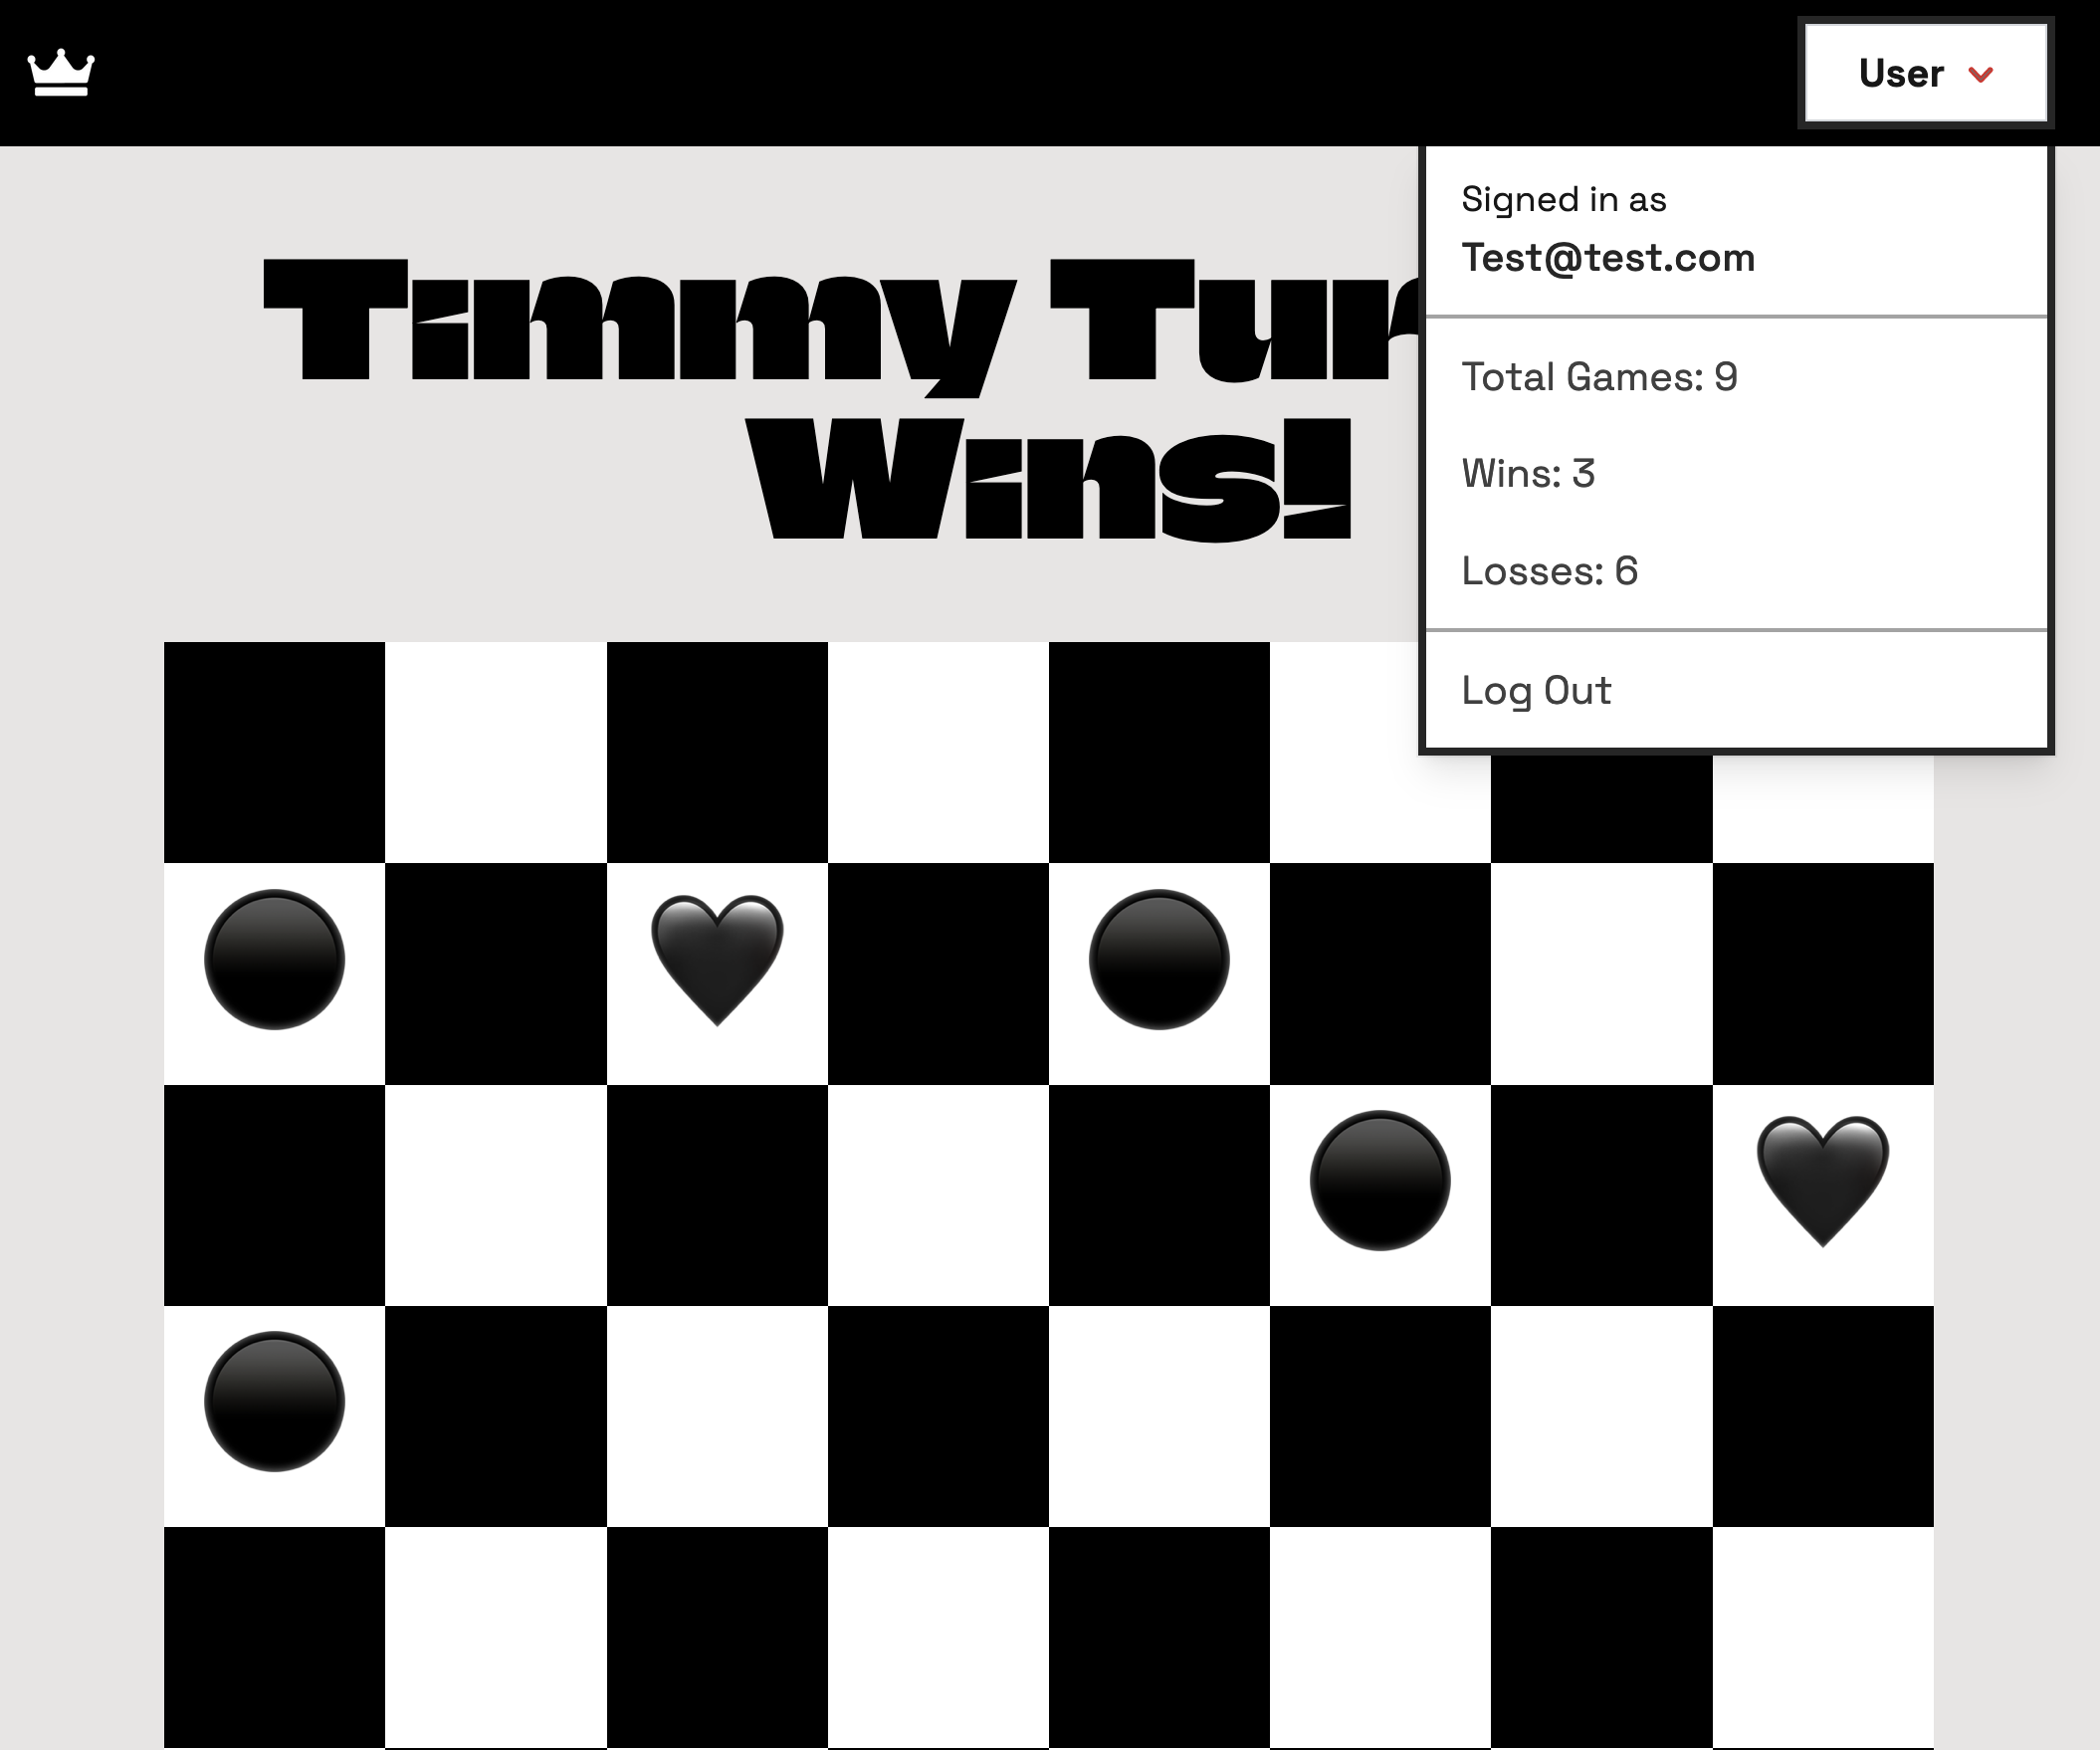 User
Signed in as
Test@test.com
Timmy
Wins!
Total Games: 9
Wins: 3
Losses: 6
Log Out